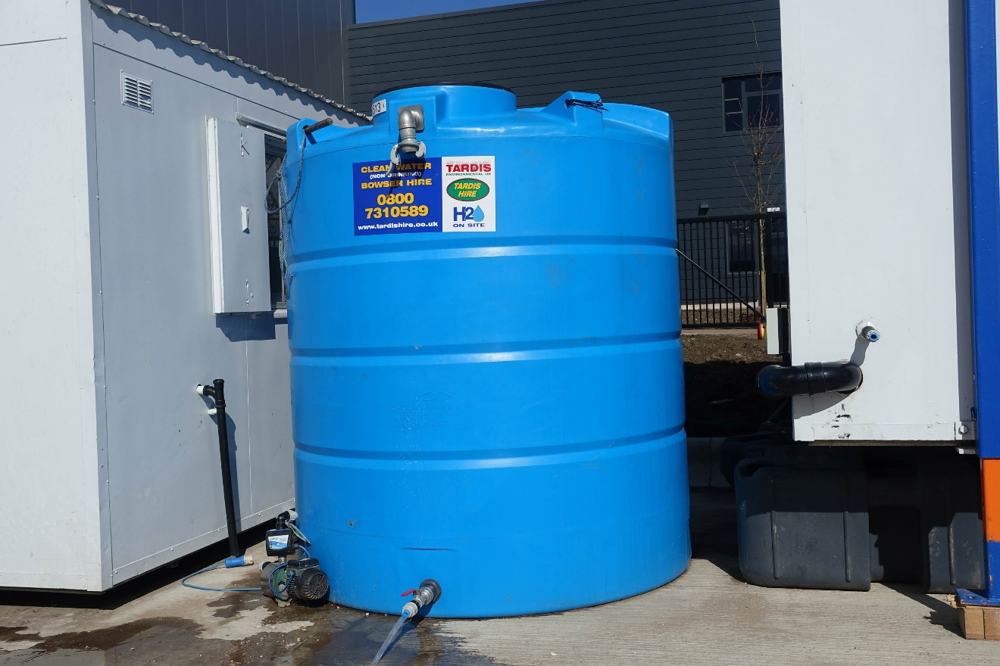 CLEAN WATER
(NON DRINKING)
BOWSER HIRE
0800
7310589
www.tardishire.co.uk
TARDIS
ENVIRONMENTAL UK
TARDIS
HIRE
H2
ON SITE